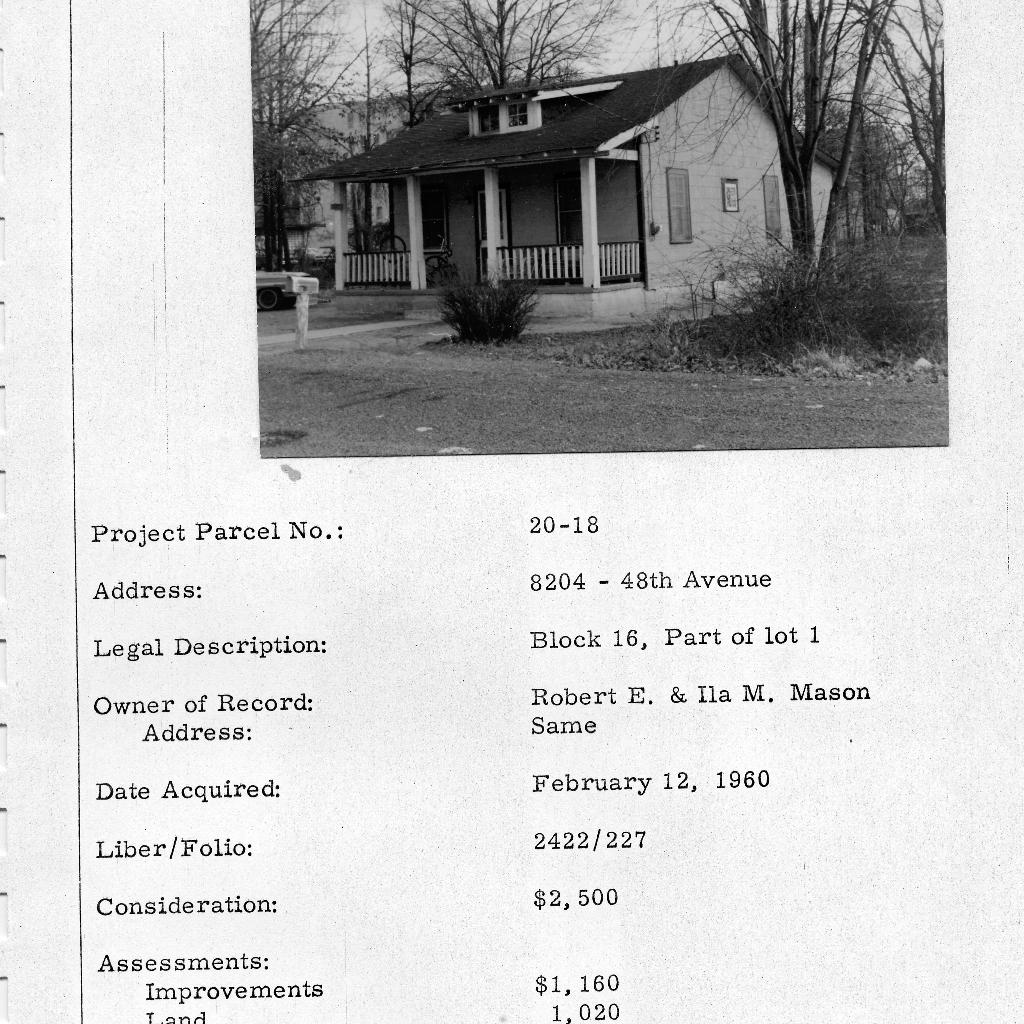 Project Parcel No.: 20-18
Address: 8204 - 48th Avenue
Legal Description: Block 16, Part of lot 1
Owner of Record: Robert E. & Ila M. Mason
Address: Same
Date Acquired: February 12, 1960
Liber/Folio: 2422/227
Consideration: $2,500
Assessments:
Improvements $1,160
Land 1,020